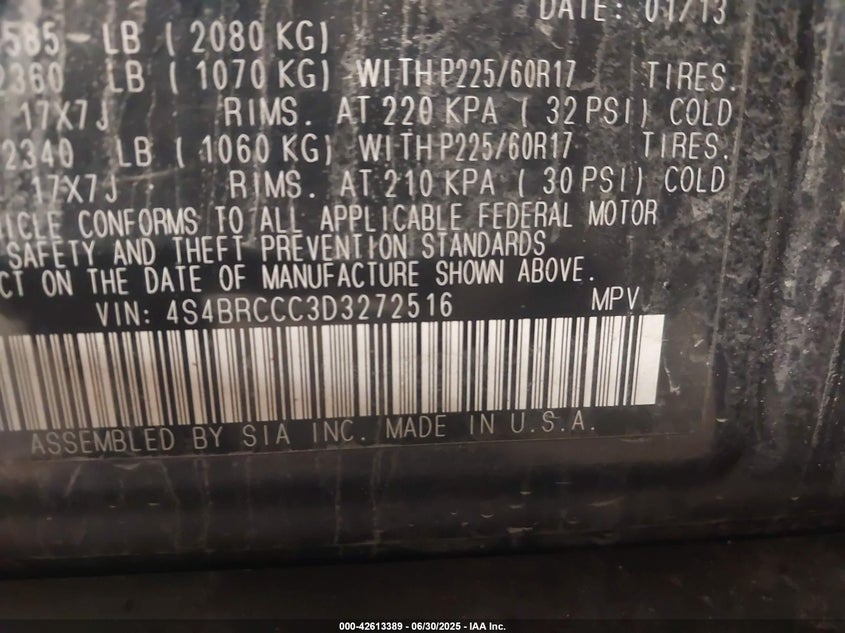 DATE: 01/13
585 LB ( 2080 KG)
2360 LB ( 1070 KG) WITH P225/60R17 TIRES.
17X7J RIMS. AT 220 KPA ( 32 PSI) COLD
2340 LB ( 1060 KG) WITH P225/60R17 TIRES.
17X7J RIMS. AT 210 KPA ( 30 PSI) COLD
ICLE CONFORMS TO ALL APPLICABLE FEDERAL MOTOR
SAFETY AND THEFT PREVENTION STANDARDS
CT ON THE DATE OF MANUFACTURE SHOWN ABOVE.
VIN: 4S4BRCCC3D3272516 MPV
ASSEMBLED BY SIA INC. MADE IN U.S.A.
000-42613389 - 06/30/2025 - IAA Inc.